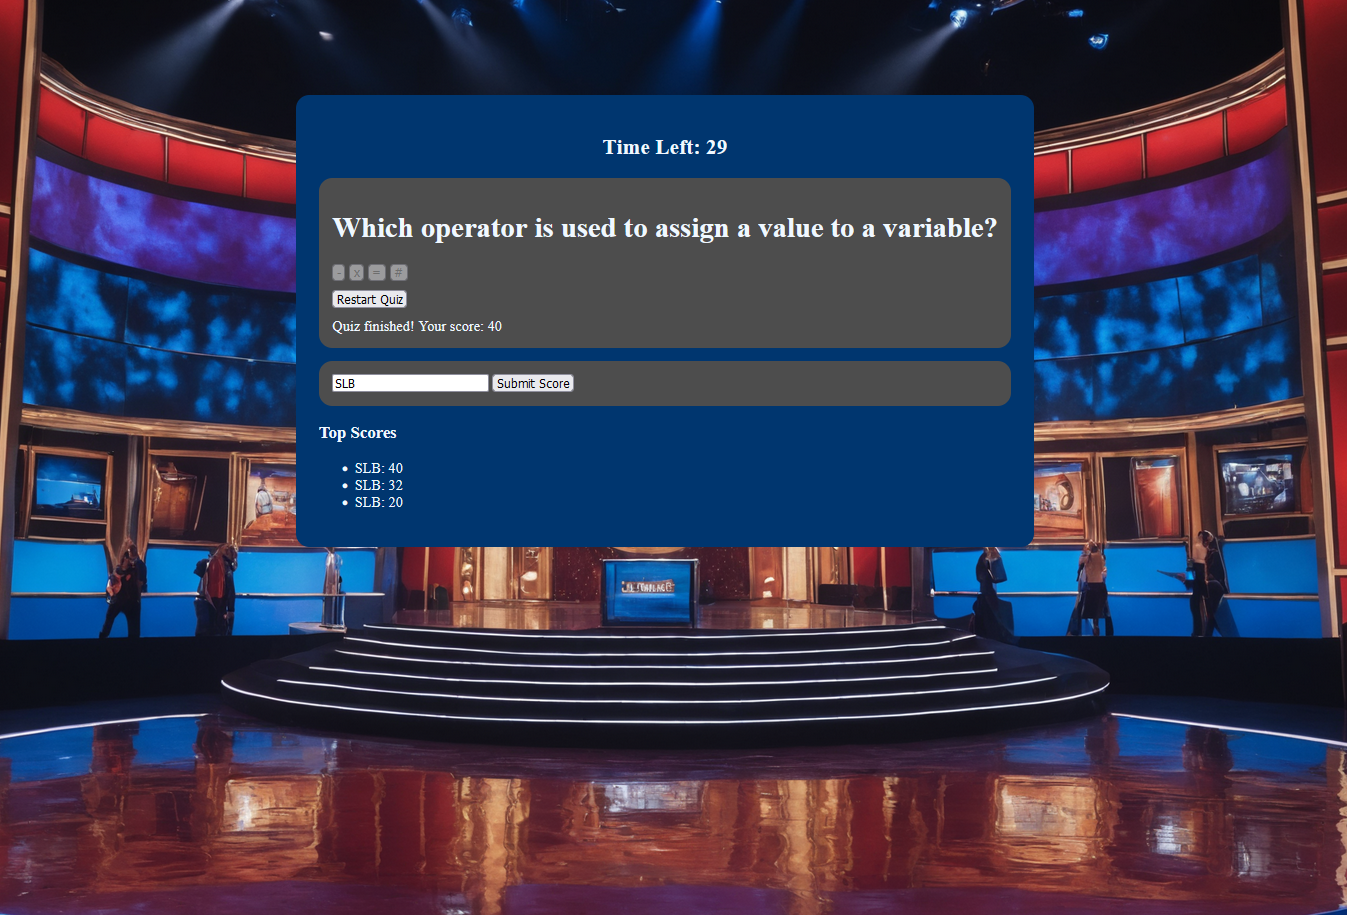 Time Left: 29
Which operator is used to assign a value to a variable?
- x = #
Restart Quiz
Quiz finished! Your score: 40
SLB Submit Score
Top Scores
• SLB: 40
• SLB: 32
• SLB: 20